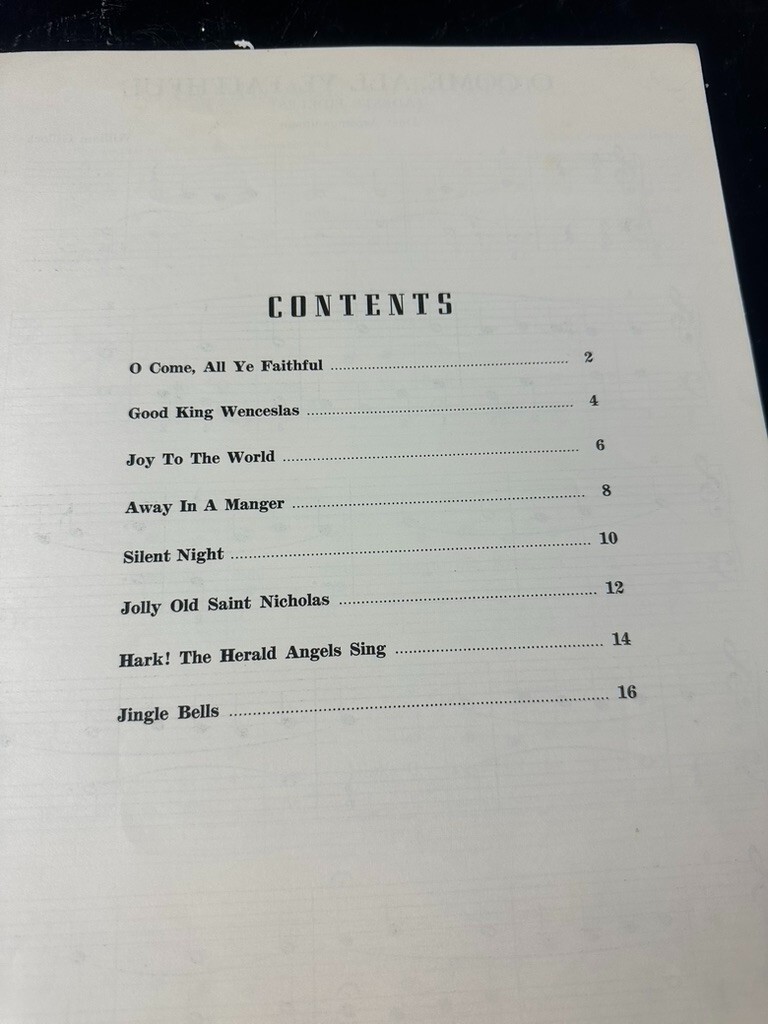 CONTENTS
O Come, All Ye Faithful ........................ 2
Good King Wenceslas ........................ 4
Joy To The World ........................ 6
Away In A Manger ........................ 8
Silent Night ........................ 10
Jolly Old Saint Nicholas ........................ 12
Hark! The Herald Angels Sing ........................ 14
Jingle Bells ........................ 16